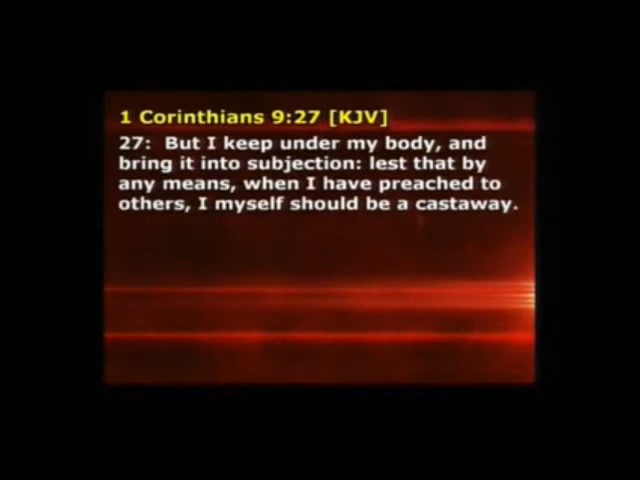 1 Corinthians 9:27 [KJV]
27: But I keep under my body, and
bring it into subjection: lest that by
any means, when I have preached to
others, I myself should be a castaway.